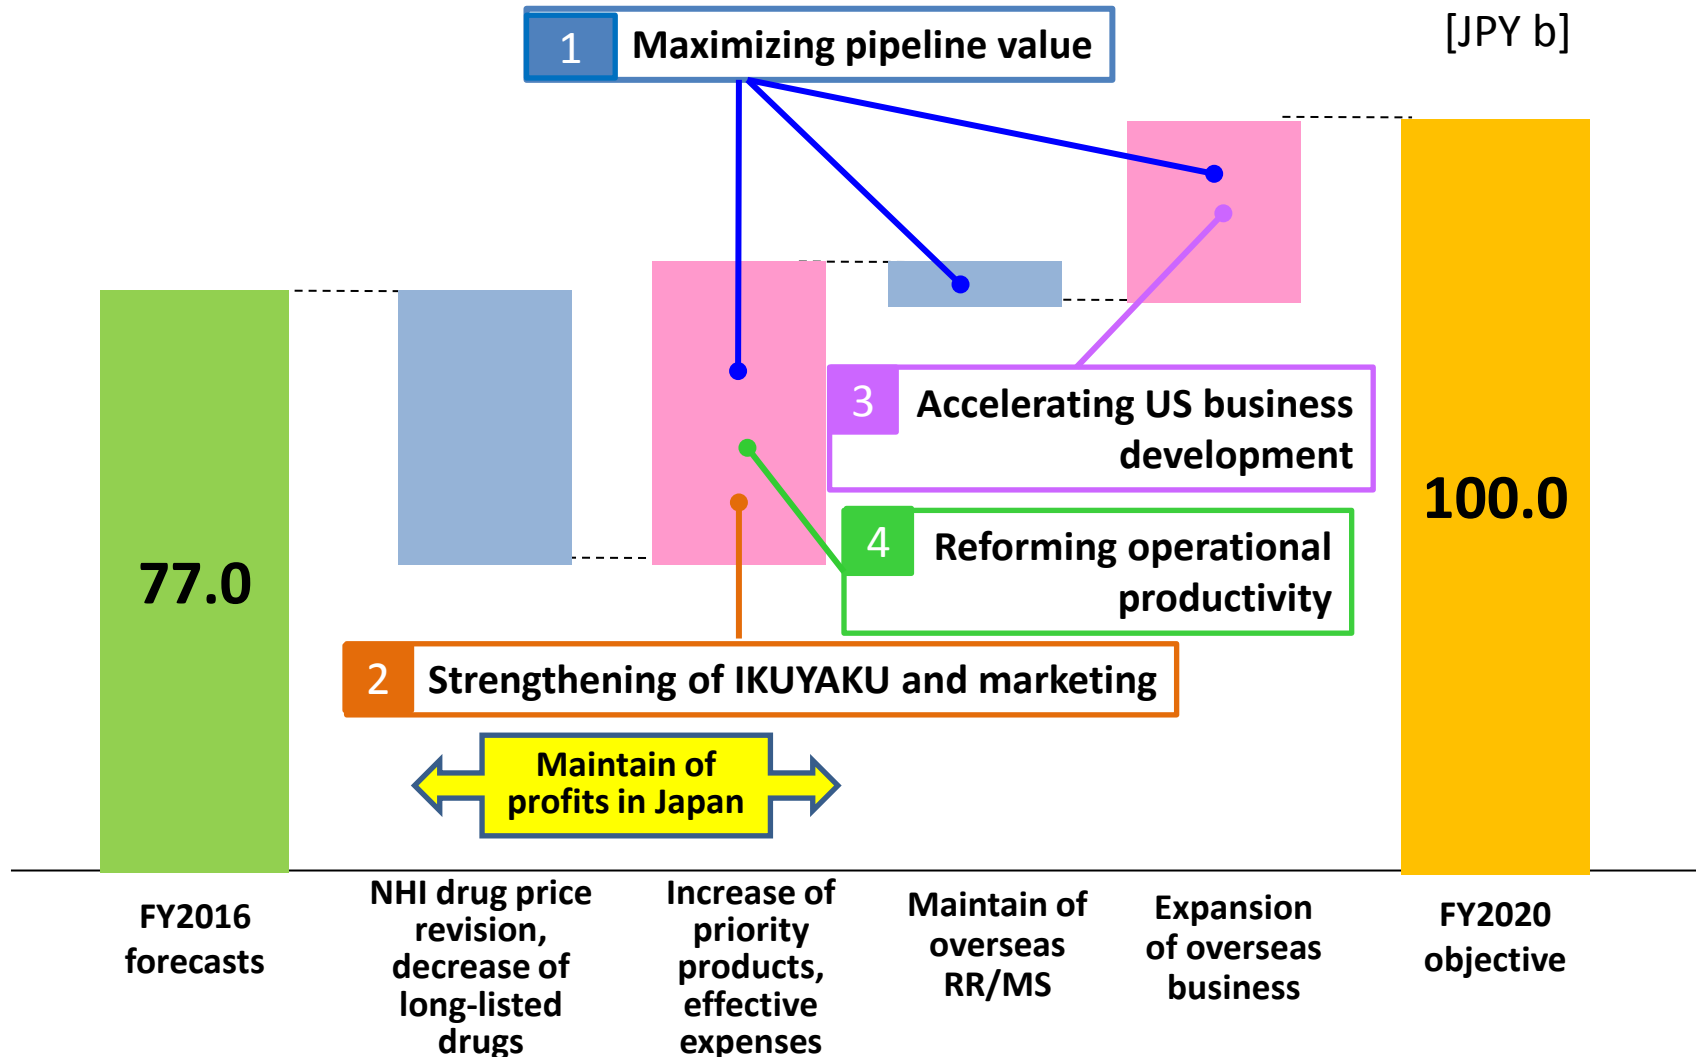 [JPY b]
1
Maximizing pipeline value
3
Accelerating US business
development
100.0
4
Reforming operational
productivity
77.0
2
Strengthening of IKUYAKU and marketing
Maintain of
profits in Japan
FY2016
forecasts
NHI drug price
revision,
decrease of
long-listed
drugs
Increase of
priority
products,
effective
expenses
Maintain of
overseas
RR/MS
Expansion
of overseas
business
FY2020
objective